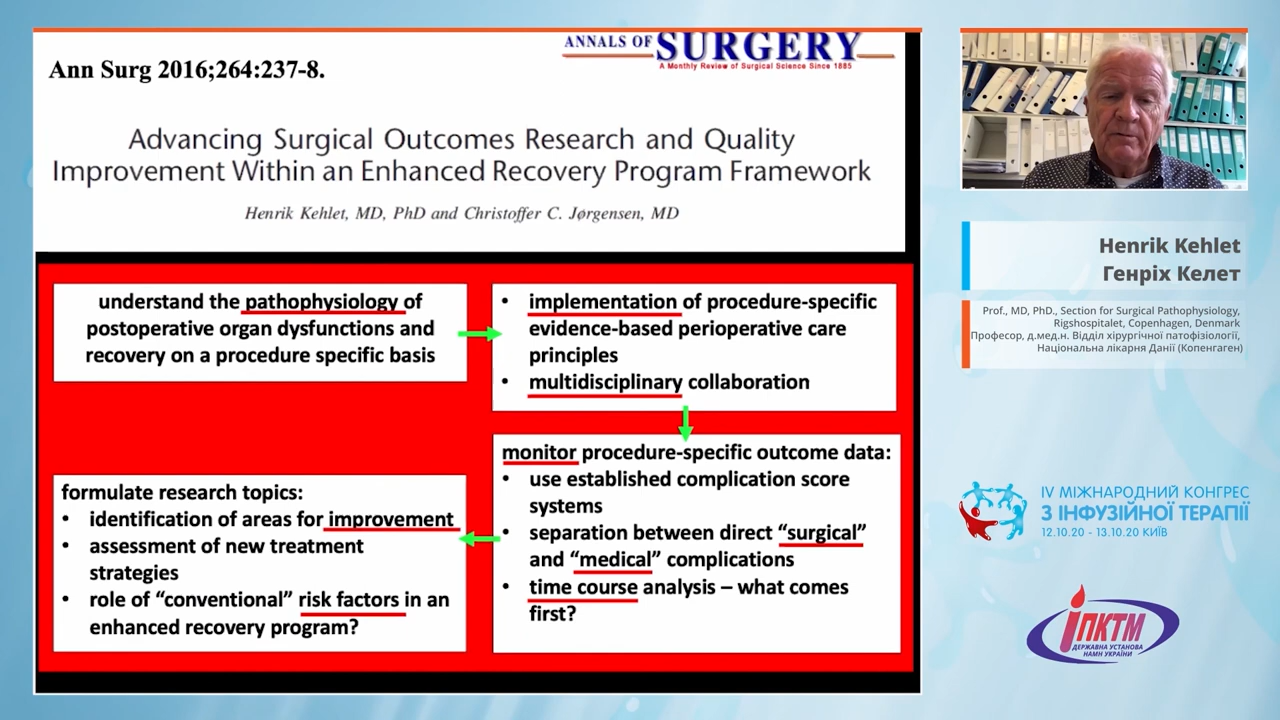 Ann Surg 2016;264:237-8.
ANNALS OF SURGERY
A Monthly Review of Surgical Science Since 1885
Advancing Surgical Outcomes Research and Quality
Improvement Within an Enhanced Recovery Program Framework
Henrik Kehlet, MD, PhD and Christoffer C. Jørgensen, MD
understand the pathophysiology of
postoperative organ dysfunctions and
recovery on a procedure specific basis
• implementation of procedure-specific
evidence-based perioperative care
principles
• multidisciplinary collaboration
monitor procedure-specific outcome data:
• use established complication score
systems
• separation between direct “surgical”
and “medical” complications
• time course analysis – what comes
first?
formulate research topics:
• identification of areas for improvement
• assessment of new treatment
strategies
• role of “conventional” risk factors in an
enhanced recovery program?
Henrik Kehlet
Генріх Келет
Prof., MD, PhD., Section for Surgical Pathophysiology,
Rigshospitalet, Copenhagen, Denmark
Професор, д.мед.н. Відділ хірургічної патофізіології,
Національна лікарня Данії (Копенгаген)
IV МІЖНАРОДНИЙ КОНГРЕС
З ІНФУЗІЙНОЇ ТЕРАПІЇ
12.10.20 - 13.10.20 КИЇВ
ІПКТМ
ДЕРЖАВНА УСТАНОВА
НАМН УКРАЇНИ